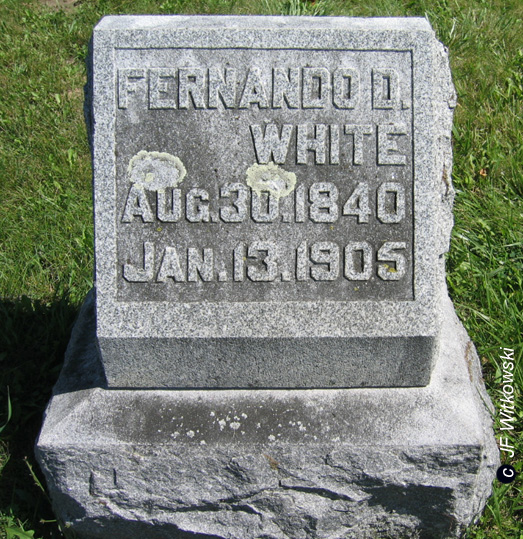 FERNANDO D.
WHITE
AUG. 30. 1840
JAN. 13. 1905
c JF Witkowski